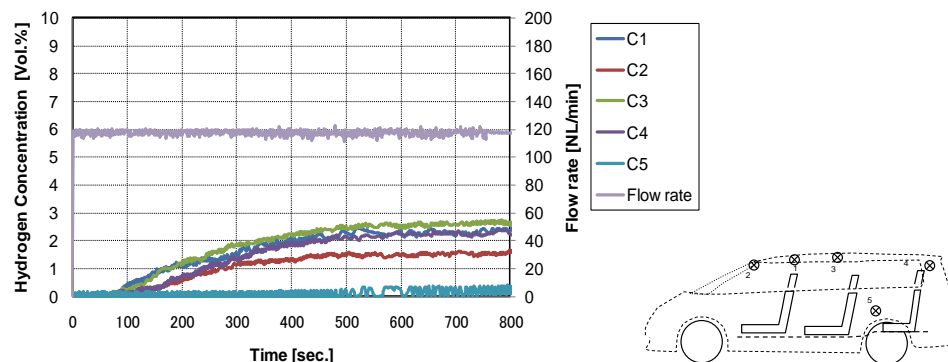 Hydrogen Concentration [Vol.%]
10
9
8
7
6
5
4
3
2
1
0
0 100 200 300 400 500 600 700 800
Time [sec.]
200
180
160
140
120
100
80
60
40
20
0
Flow rate [NL/min]
C1
C2
C3
C4
C5
Flow rate
2 1 3 4
5